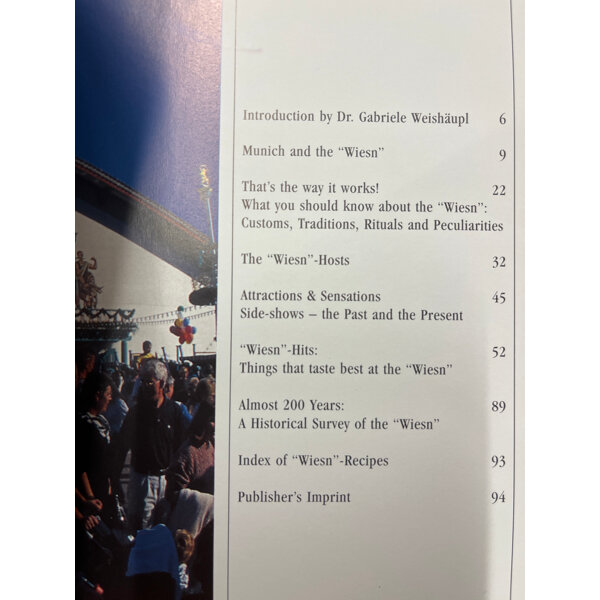 Introduction by Dr. Gabriele Weishäupl 6
Munich and the “Wiesn” 9
That’s the way it works! 22
What you should know about the “Wiesn”:
Customs, Traditions, Rituals and Peculiarities
The “Wiesn”-Hosts 32
Attractions & Sensations 45
Side-shows – the Past and the Present
“Wiesn”-Hits: 52
Things that taste best at the “Wiesn”
Almost 200 Years: 89
A Historical Survey of the “Wiesn”
Index of “Wiesn”-Recipes 93
Publisher’s Imprint 94